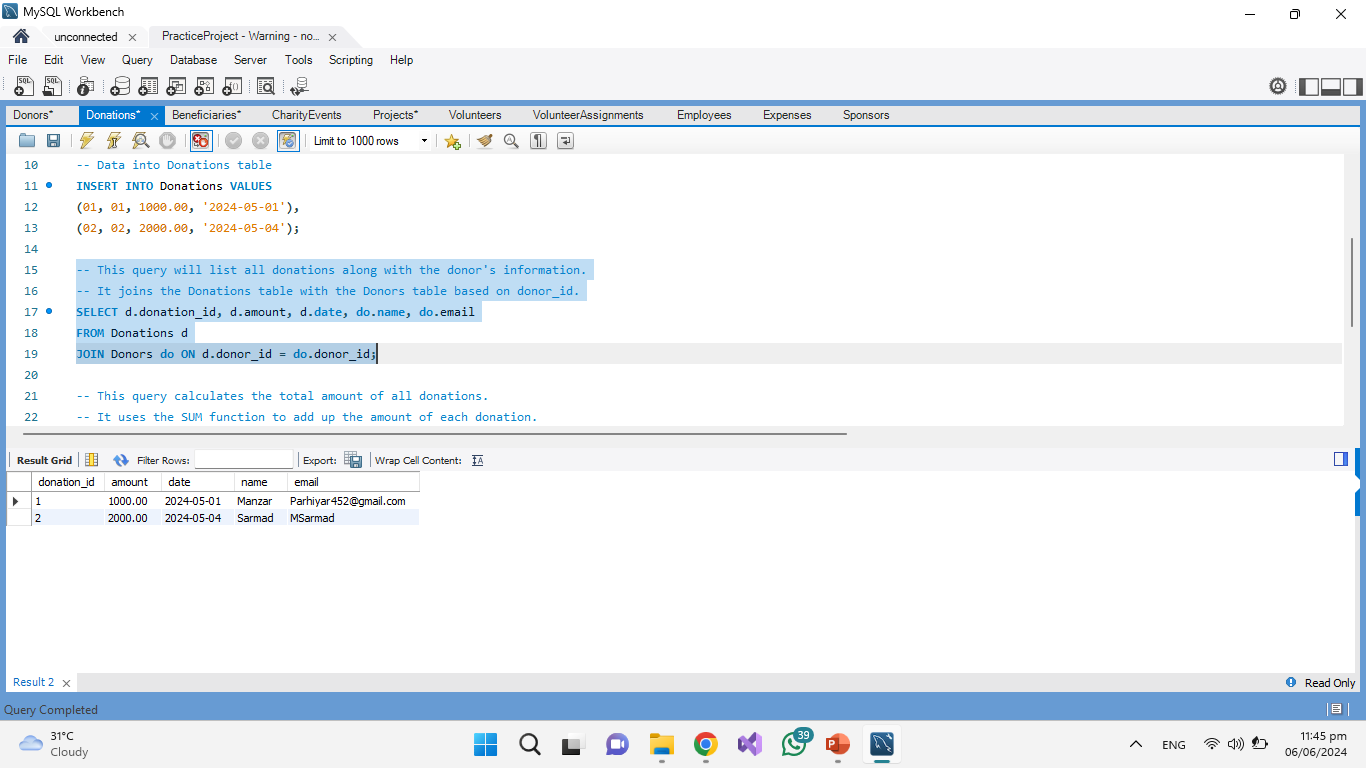 MySQL Workbench
unconnected
PracticeProject - Warning - no...
File Edit View Query Database Server Tools Scripting Help
Donors* Donations* Beneficiaries* CharityEvents Projects* Volunteers VolunteerAssignments Employees Expenses Sponsors
Limit to 1000 rows
10 -- Data into Donations table
11 INSERT INTO Donations VALUES
12 (01, 01, 1000.00, '2024-05-01'),
13 (02, 02, 2000.00, '2024-05-04');
14
15 -- This query will list all donations along with the donor's information.
16 -- It joins the Donations table with the Donors table based on donor_id.
17 SELECT d.donation_id, d.amount, d.date, do.name, do.email
18 FROM Donations d
19 JOIN Donors do ON d.donor_id = do.donor_id;
20
21 -- This query calculates the total amount of all donations.
22 -- It uses the SUM function to add up the amount of each donation.
Result Grid Filter Rows: Export: Wrap Cell Content:
donation_id amount date name email
1 1000.00 2024-05-01 Manzar Parhiyar452@gmail.com
2 2000.00 2024-05-04 Sarmad MSarmad
Result 2 Read Only
Query Completed
31°C
Cloudy
39
ENG
11:45 pm
06/06/2024